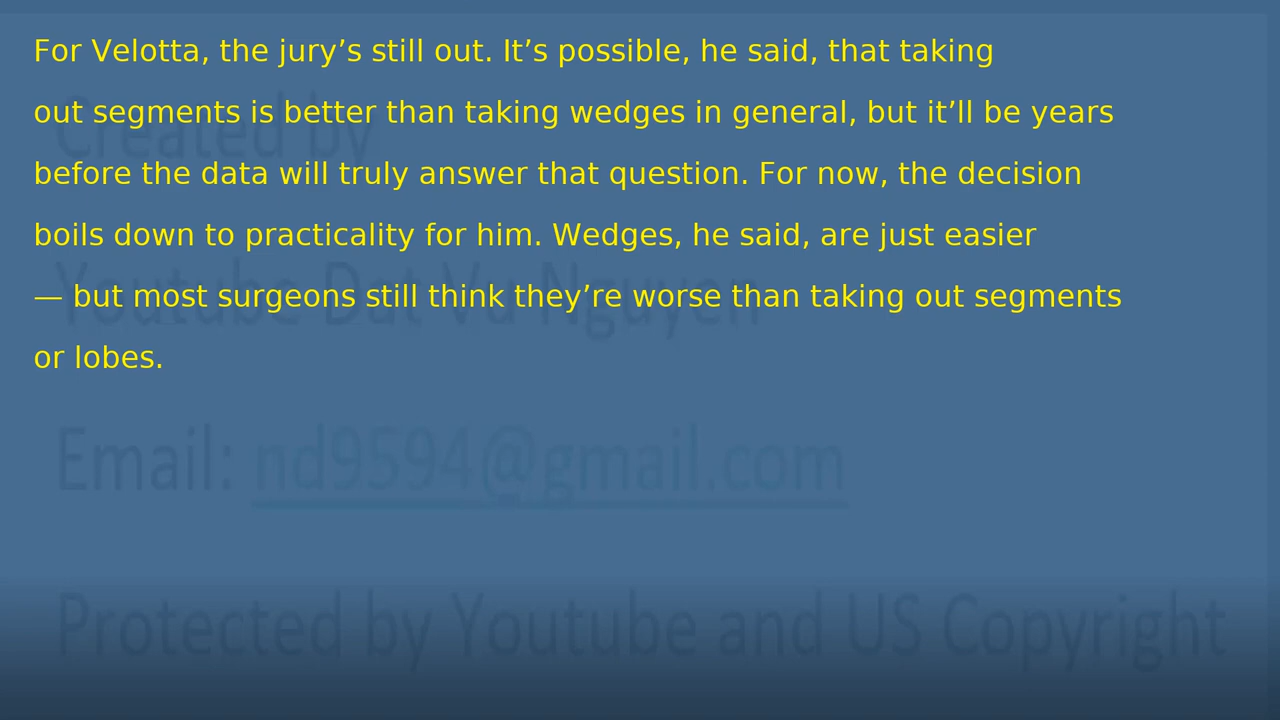 For Velotta, the jury’s still out. It’s possible, he said, that taking
out segments is better than taking wedges in general, but it’ll be years
before the data will truly answer that question. For now, the decision
boils down to practicality for him. Wedges, he said, are just easier
— but most surgeons still think they’re worse than taking out segments
or lobes.
Created by
Youtube Dat Vu Nguyen
Email: nd9594@gmail.com
Protected by Youtube and US Copyright